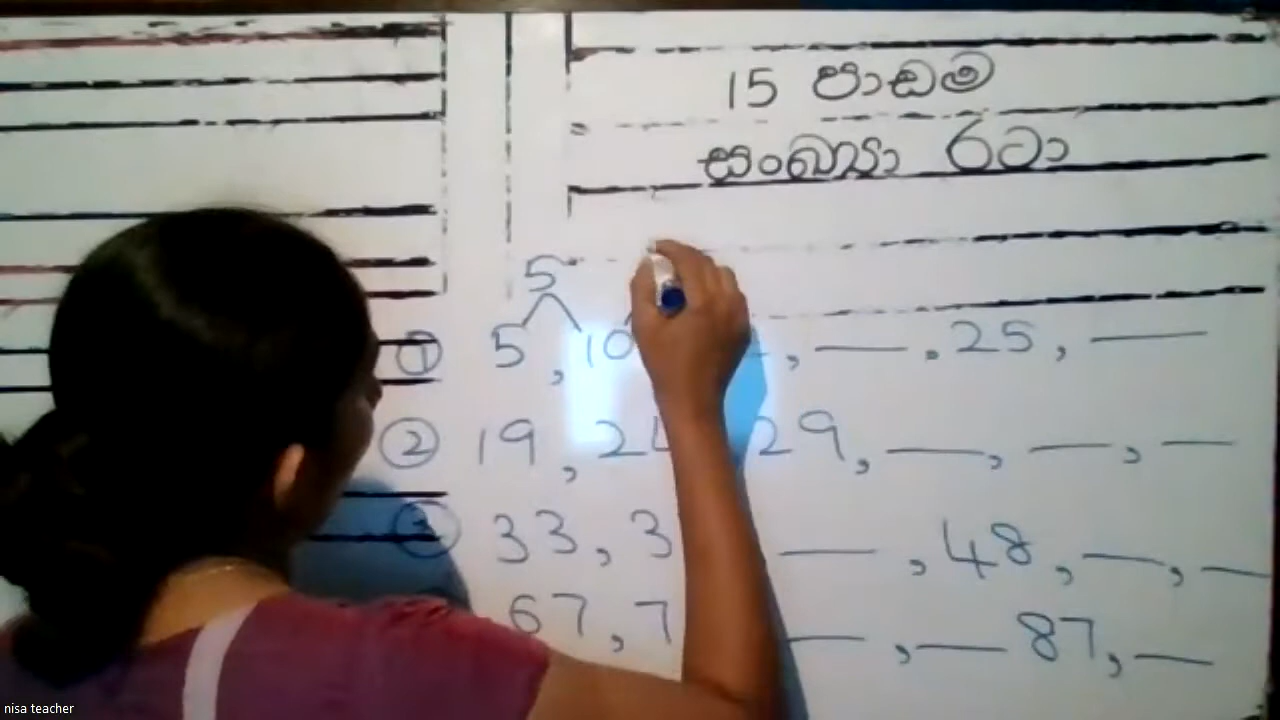 15 පාඩම
සංඛ්‍යා රටා
5
① 5, 10 , ___ . 25, ___
② 19, 2 29, ___, ___, ___
③ 33, 3 ___ , 48, ___, ___
67, 7 ___ , ___ 87, ___
nisa teacher